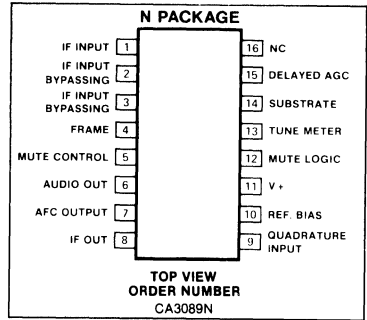 N PACKAGE
IF INPUT 1
IF INPUT
BYPASSING 2
IF INPUT
BYPASSING 3
FRAME 4
MUTE CONTROL 5
AUDIO OUT 6
AFC OUTPUT 7
IF OUT 8
16 NC
15 DELAYED AGC
14 SUBSTRATE
13 TUNE METER
12 MUTE LOGIC
11 V +
10 REF. BIAS
9 QUADRATURE
INPUT
TOP VIEW
ORDER NUMBER
CA3089N